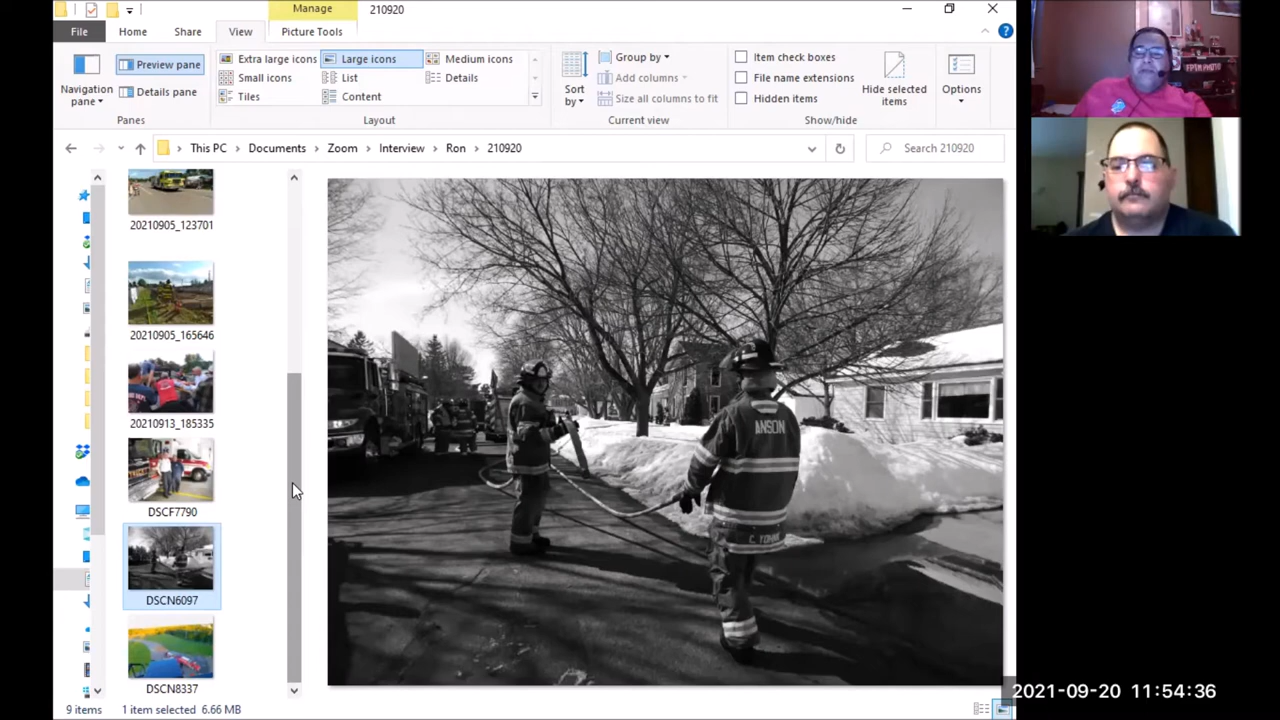 Manage
210920
File
Home
Share
View
Picture Tools
Navigation pane
Preview pane
Details pane
Panes
Extra large icons
Large icons
Medium icons
Small icons
List
Details
Tiles
Content
Layout
Sort by
Group by
Add columns
Size all columns to fit
Current view
Item check boxes
File name extensions
Hidden items
Hide selected items
Show/hide
Options
This PC
Documents
Zoom
Interview
Ron
210920
Search 210920
20210905_123701
20210905_165646
20210913_185335
DSCF7790
DSCN6097
DSCN8337
ANSON
9 items
1 item selected 6.66 MB
2021-09-20 11:54:36